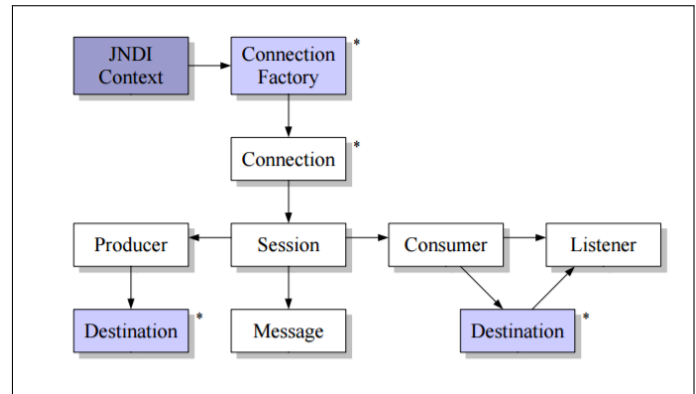 JNDI
Context
Connection
Factory
*
Connection
*
Producer
Session
Consumer
Listener
Destination
*
Message
Destination
*